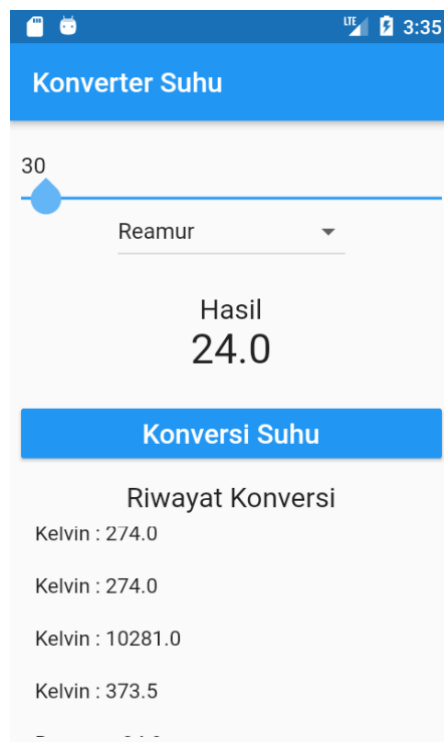 LTE 3:35
Konverter Suhu
30
Reamur
Hasil
24.0
Konversi Suhu
Riwayat Konversi
Kelvin : 274.0
Kelvin : 274.0
Kelvin : 10281.0
Kelvin : 373.5